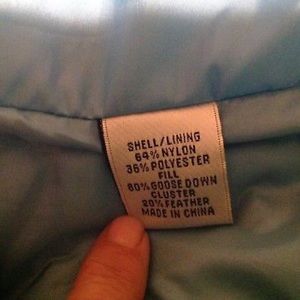 SHELL/LINING
64% NYLON
36% POLYESTER
FILL
80% GOOSE DOWN
CLUSTER
20% FEATHER
MADE IN CHINA